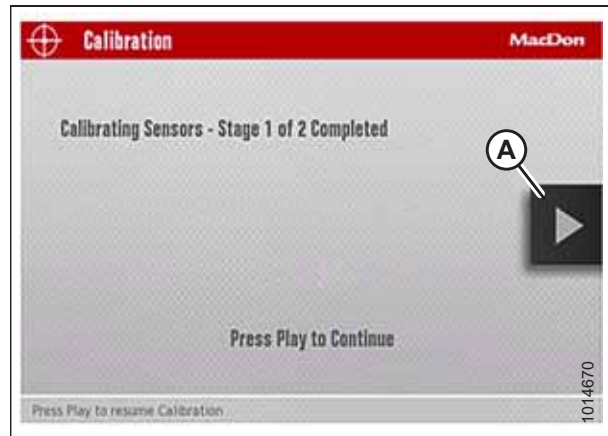 Calibration
MacDon
Calibrating Sensors - Stage 1 of 2 Completed
A
Press Play to Continue
Press Play to resume Calibration
1014670